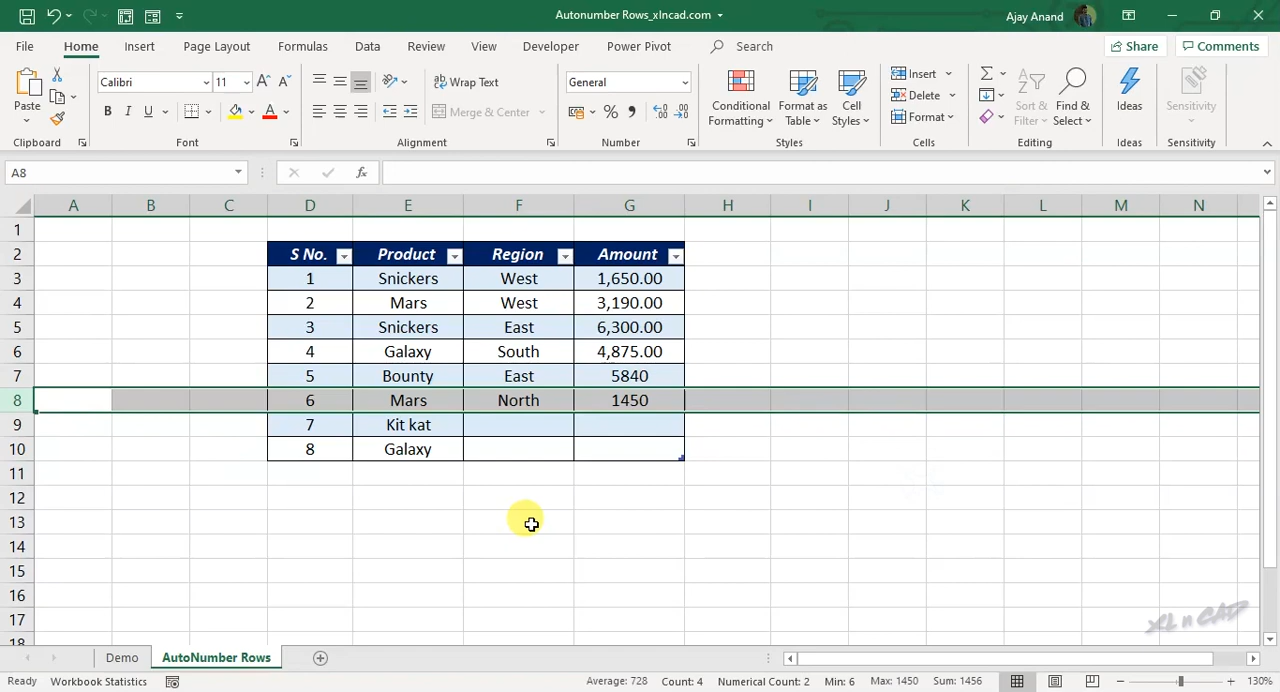 Autonumber Rows_xlncad.com
Ajay Anand
File Home Insert Page Layout Formulas Data Review View Developer Power Pivot Search Share Comments
Calibri 11 Wrap Text General Insert
Paste Conditional Format as Cell Delete Sort & Find & Ideas Sensitivity
B I U Merge & Center % Formatting Table Styles Format Filter Select
Clipboard Font Alignment Number Styles Cells Editing Ideas Sensitivity
A8 fx
A B C D E F G H I J K L M N
1
2 S No. Product Region Amount
3 1 Snickers West 1,650.00
4 2 Mars West 3,190.00
5 3 Snickers East 6,300.00
6 4 Galaxy South 4,875.00
7 5 Bounty East 5840
8 6 Mars North 1450
9 7 Kit kat
10 8 Galaxy
11
12
13
14
15
16
17
18
XL n CAD
Demo AutoNumber Rows
Ready Workbook Statistics Average: 728 Count: 4 Numerical Count: 2 Min: 6 Max: 1450 Sum: 1456 130%